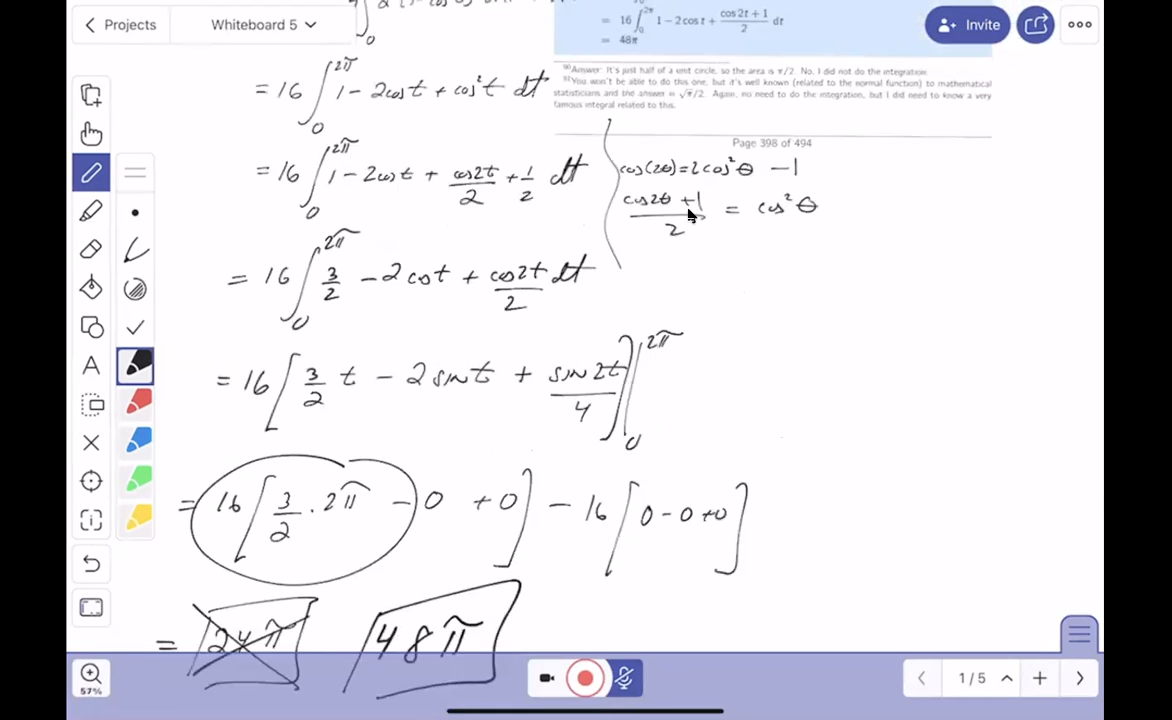 Projects
Whiteboard 5
Invite
= 16 ∫₀^2π 1 - 2cos t + (cos 2t + 1)/2 dt
= 48π
Answer: It's just half of a unit circle, so the area is π/2. No, I did not do the integration.
You won't be able to do this one, but it's well known (related to the normal function) to mathematical
statisticians and the answer is √π/2. Again, no need to do the integration, but I did need to know a very
famous integral related to this.
Page 398 of 494
= 16 ∫₀^2π 1 - 2cost + cos²t dt
= 16 ∫₀^2π 1 - 2cost + cos2t/2 + 1/2 dt
cos(2θ) = 2cos²θ - 1
(cos2θ + 1)/2 = cos²θ
= 16 ∫₀^2π 3/2 - 2cost + cos2t/2 dt
= 16 [3/2 t - 2sint + sin2t/4] |₀^2π
= 16 [3/2 · 2π - 0 + 0] - 16 [0 - 0 + 0]
= 24π 48π
57%
1/5